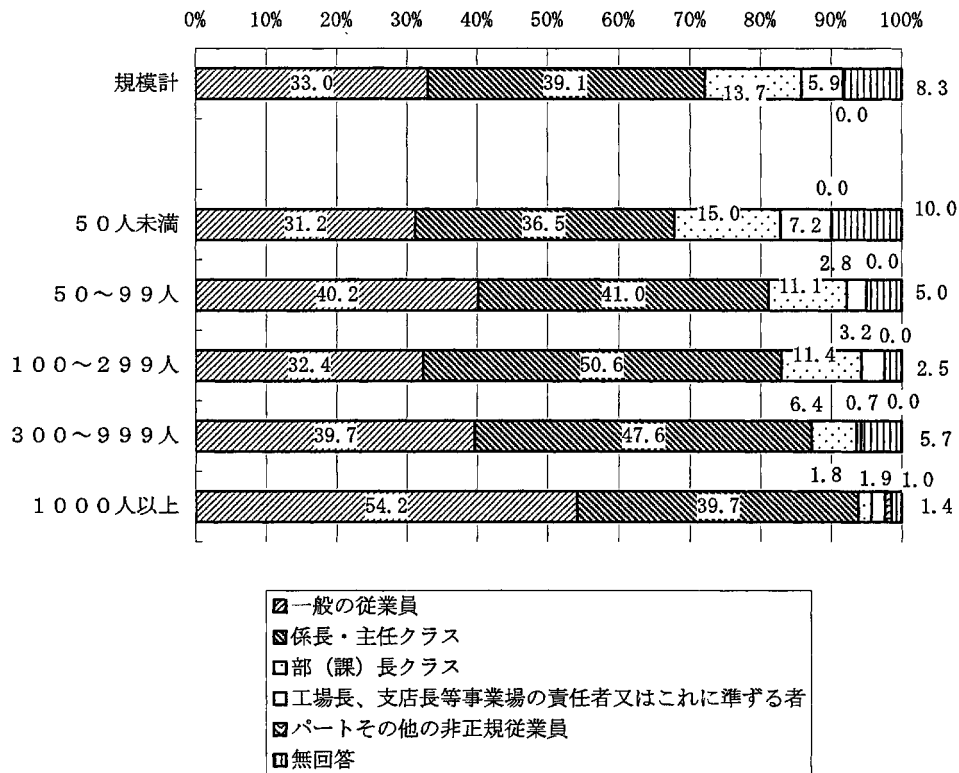 0% 10% 20% 30% 40% 50% 60% 70% 80% 90% 100%
規模計 33.0 39.1 13.7 5.9 8.3
0.0
0.0
50人未満 31.2 36.5 15.0 7.2 10.0
2.8 0.0
50~99人 40.2 41.0 11.1 5.0
3.2 0.0
100~299人 32.4 50.6 11.4 2.5
6.4 0.7 0.0
300~999人 39.7 47.6 5.7
1.8 1.9 1.0
1000人以上 54.2 39.7 1.4
一般の従業員
係長・主任クラス
部(課)長クラス
工場長、支店長等事業場の責任者又はこれに準ずる者
パートその他の非正規従業員
無回答